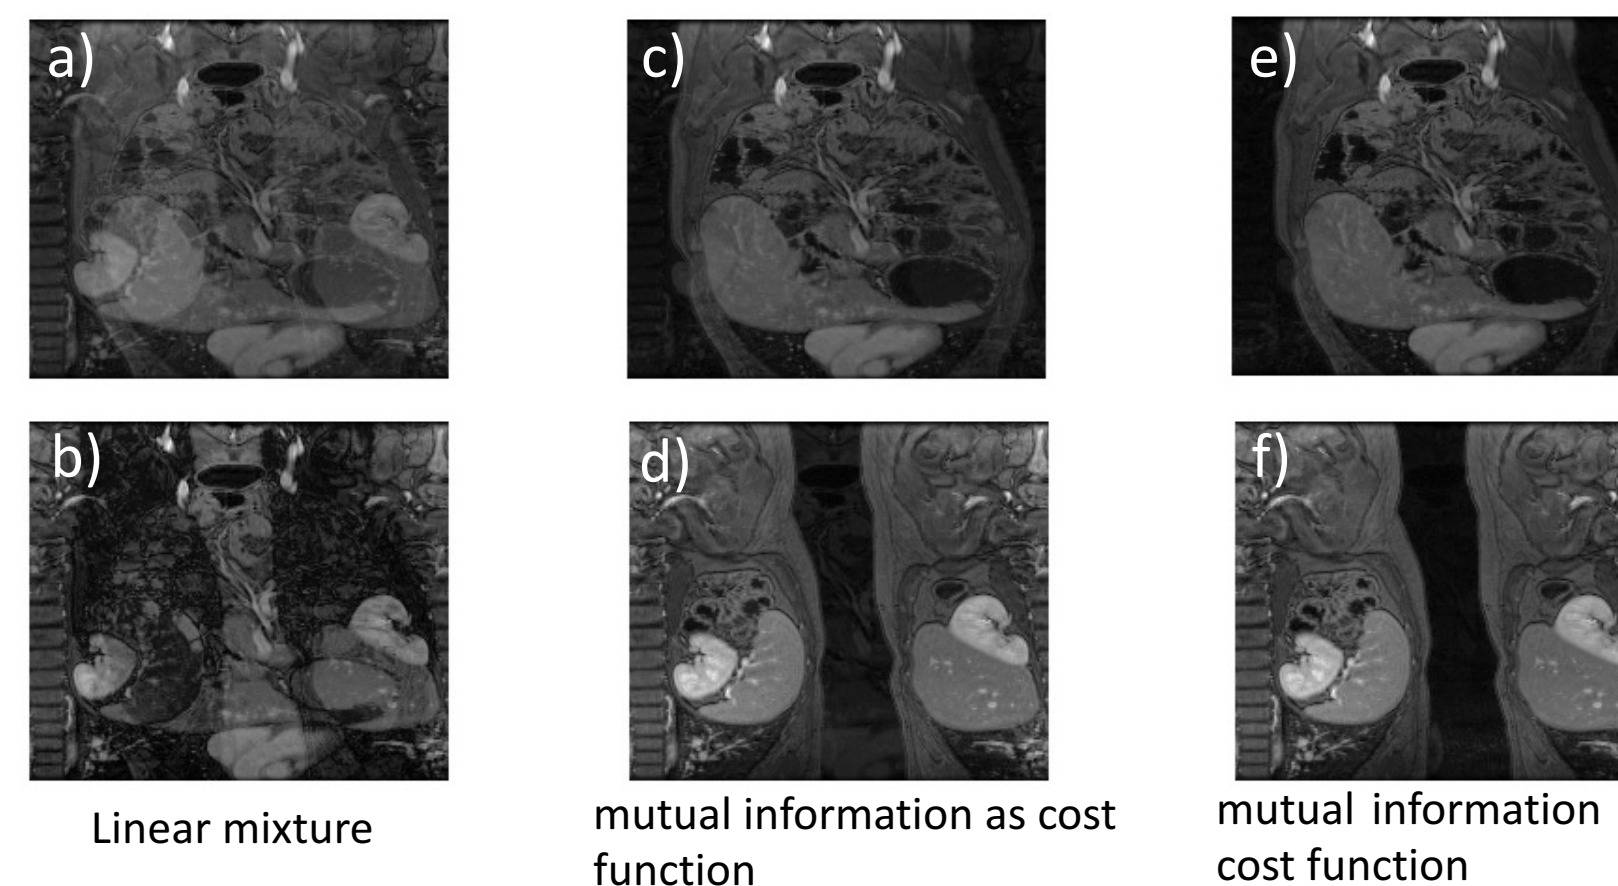 a)
c)
e)
b)
d)
f)
Linear mixture
mutual information as cost
function
mutual information
cost function